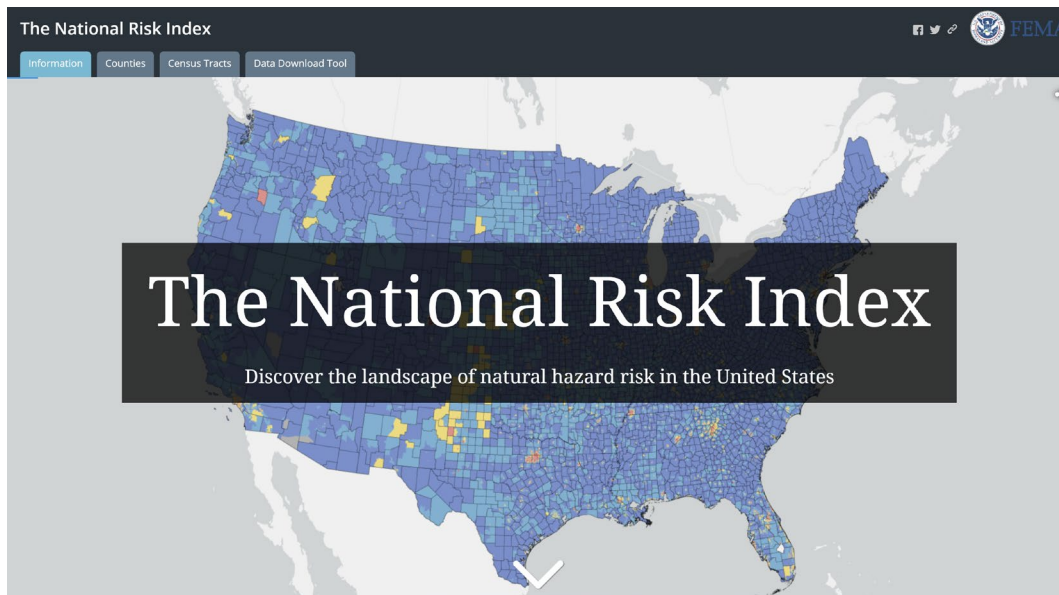 The National Risk Index
FEMA
Information Counties Census Tracts Data Download Tool
The National Risk Index
Discover the landscape of natural hazard risk in the United States